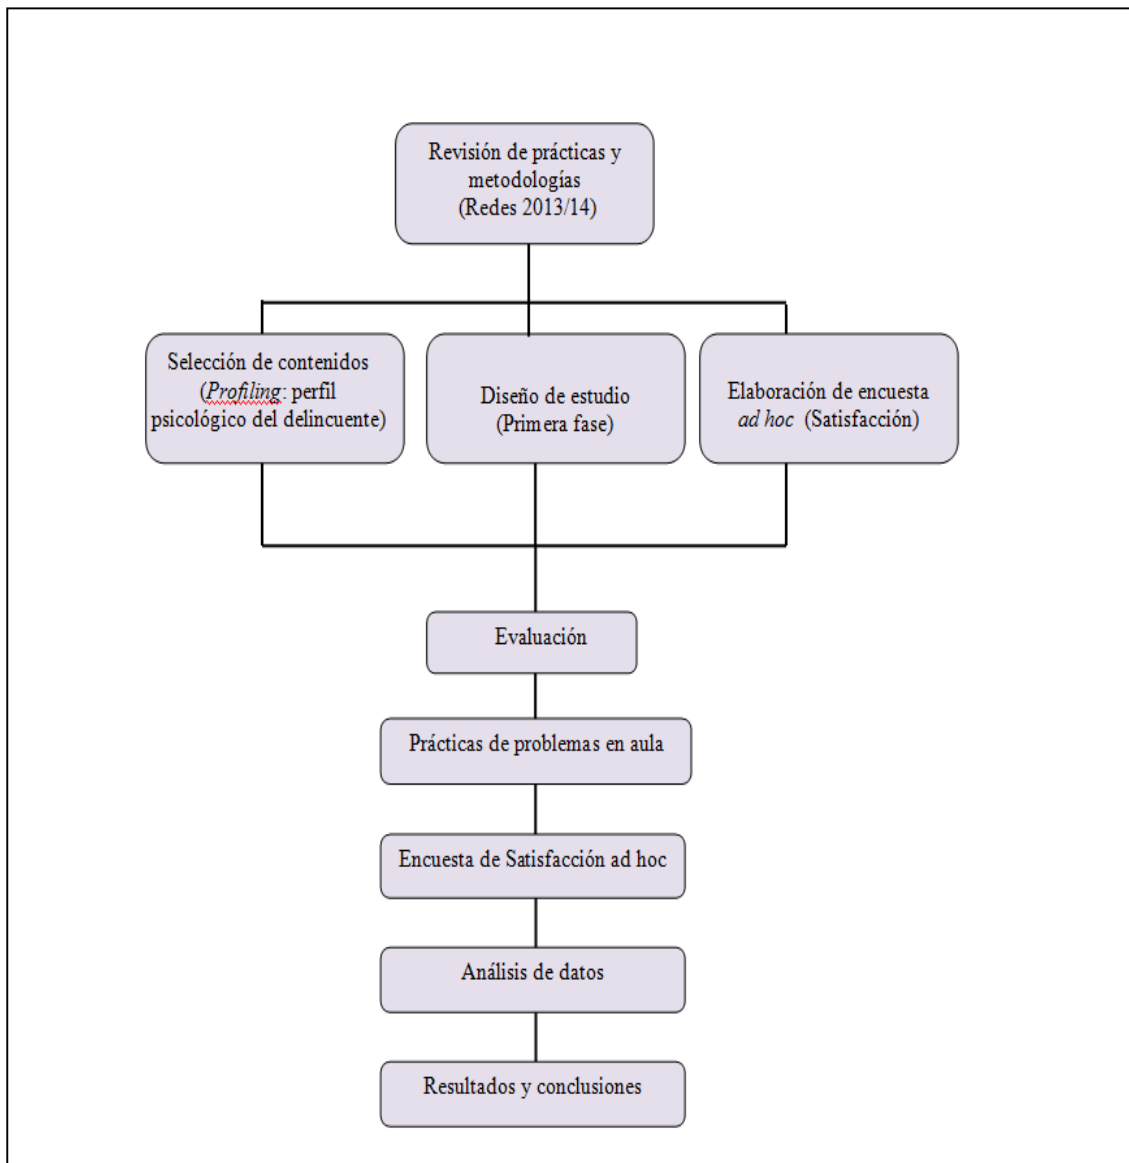 Revisión de prácticas y
metodologías
(Redes 2013/14)
Selección de contenidos
(Profiling: perfil
psicológico del delincuente)
Diseño de estudio
(Primera fase)
Elaboración de encuesta
ad hoc (Satisfacción)
Evaluación
Prácticas de problemas en aula
Encuesta de Satisfacción ad hoc
Análisis de datos
Resultados y conclusiones